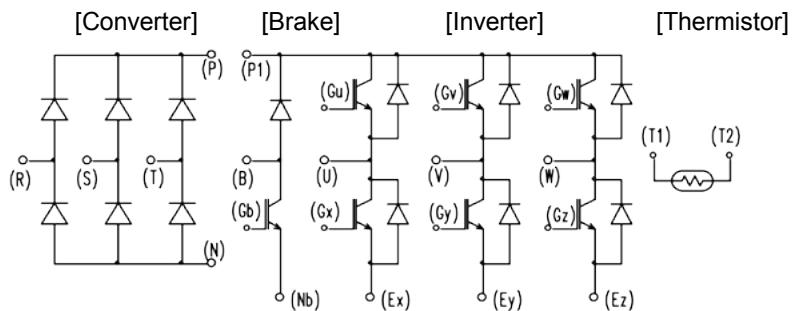 [Converter] [Brake] [Inverter] [Thermistor]
(P) (P1)
(Gu) (Gv) (Gw)
(T1) (T2)
(R) (S) (T) (B) (U) (V) (W)
(Gb) (Gx) (Gy) (Gz)
(N)
(Nb) (Ex) (Ey) (Ez)